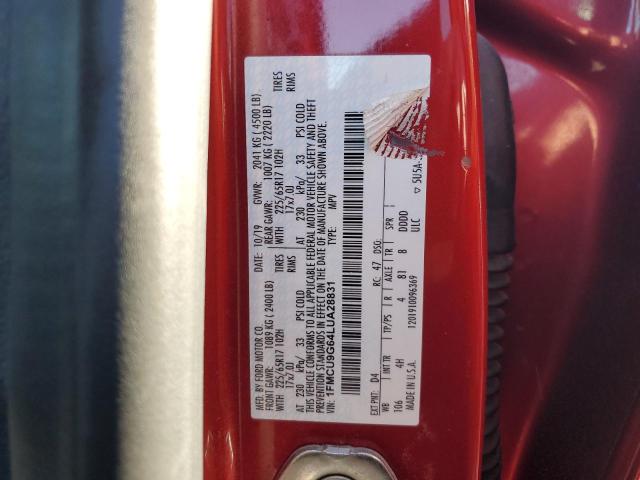 MFD. BY FORD MOTOR CO. DATE: 10/19 GVWR: 2041 KG ( 4500 LB)
FRONT GAWR: 1089 KG ( 2400 LB) REAR GAWR: 1007 KG ( 2220 LB)
WITH 225/65R17 102H TIRES WITH 225/65R17 102H TIRES
17x7.0J RIMS 17x7.0J RIMS
AT 230 kPa/ 33 PSI COLD AT 230 kPa/ 33 PSI COLD
THIS VEHICLE CONFORMS TO ALL APPLICABLE FEDERAL MOTOR VEHICLE SAFETY AND THEFT
PREVENTION STANDARDS IN EFFECT ON THE DATE OF MANUFACTURE SHOWN ABOVE.
VIN: 1FMCU9G64LUA28831 TYPE: MPV
EXT PNT: D4 RC: 47 DSO:
WB INT TR TP/PS R AXLE TR SPR
106 4H 4 81 8 DDDD
MADE IN U.S.A. 12019100 96369 ULC